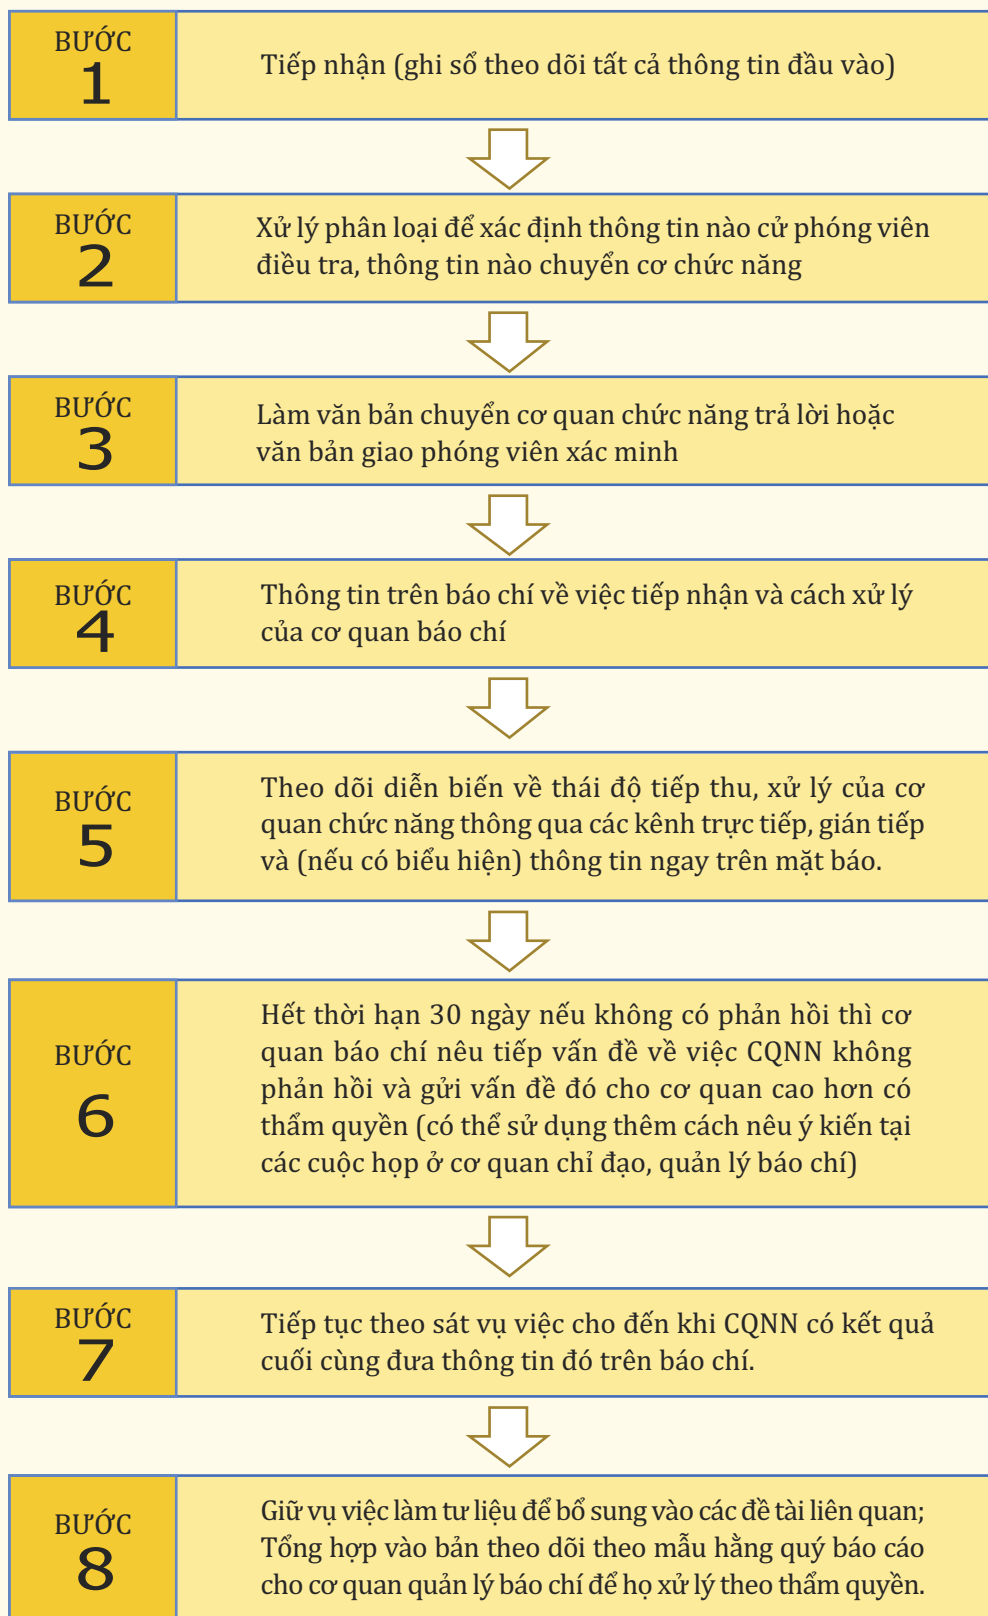 BƯỚC
1
Tiếp nhận (ghi sổ theo dõi tất cả thông tin đầu vào)
BƯỚC
2
Xử lý phân loại để xác định thông tin nào cử phóng viên
điều tra, thông tin nào chuyển cơ chức năng
BƯỚC
3
Làm văn bản chuyển cơ quan chức năng trả lời hoặc
văn bản giao phóng viên xác minh
BƯỚC
4
Thông tin trên báo chí về việc tiếp nhận và cách xử lý
của cơ quan báo chí
BƯỚC
5
Theo dõi diễn biến về thái độ tiếp thu, xử lý của cơ
quan chức năng thông qua các kênh trực tiếp, gián tiếp
và (nếu có biểu hiện) thông tin ngay trên mặt báo.
BƯỚC
6
Hết thời hạn 30 ngày nếu không có phản hồi thì cơ
quan báo chí nêu tiếp vấn đề về việc CQNN không
phản hồi và gửi vấn đề đó cho cơ quan cao hơn có
thẩm quyền (có thể sử dụng thêm cách nêu ý kiến tại
các cuộc họp ở cơ quan chỉ đạo, quản lý báo chí)
BƯỚC
7
Tiếp tục theo sát vụ việc cho đến khi CQNN có kết quả
cuối cùng đưa thông tin đó trên báo chí.
BƯỚC
8
Giữ vụ việc làm tư liệu để bổ sung vào các đề tài liên quan;
Tổng hợp vào bản theo dõi theo mẫu hằng quý báo cáo
cho cơ quan quản lý báo chí để họ xử lý theo thẩm quyền.